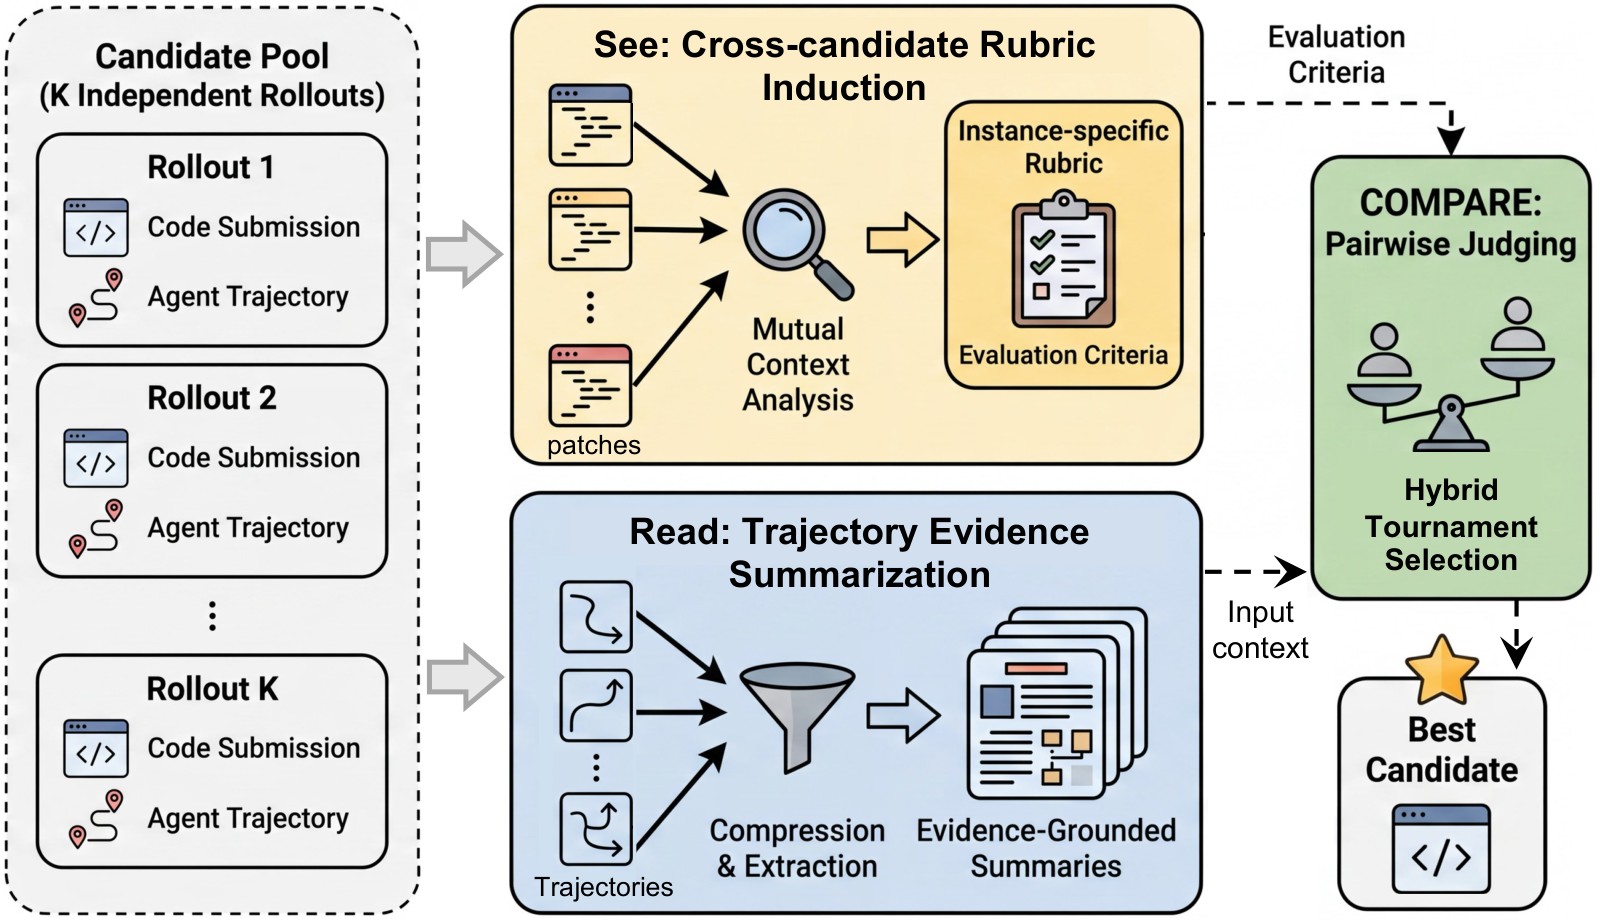 Candidate Pool
(K Independent Rollouts)
Rollout 1
</>
Code Submission
Agent Trajectory
Rollout 2
</>
Code Submission
Agent Trajectory
Rollout K
</>
Code Submission
Agent Trajectory
See: Cross-candidate Rubric
Induction
patches
Mutual
Context
Analysis
Instance-specific
Rubric
Evaluation Criteria
Read: Trajectory Evidence
Summarization
Trajectories
Compression
& Extraction
Evidence-Grounded
Summaries
Evaluation
Criteria
Input
context
COMPARE:
Pairwise Judging
Hybrid
Tournament
Selection
Best
Candidate
</>